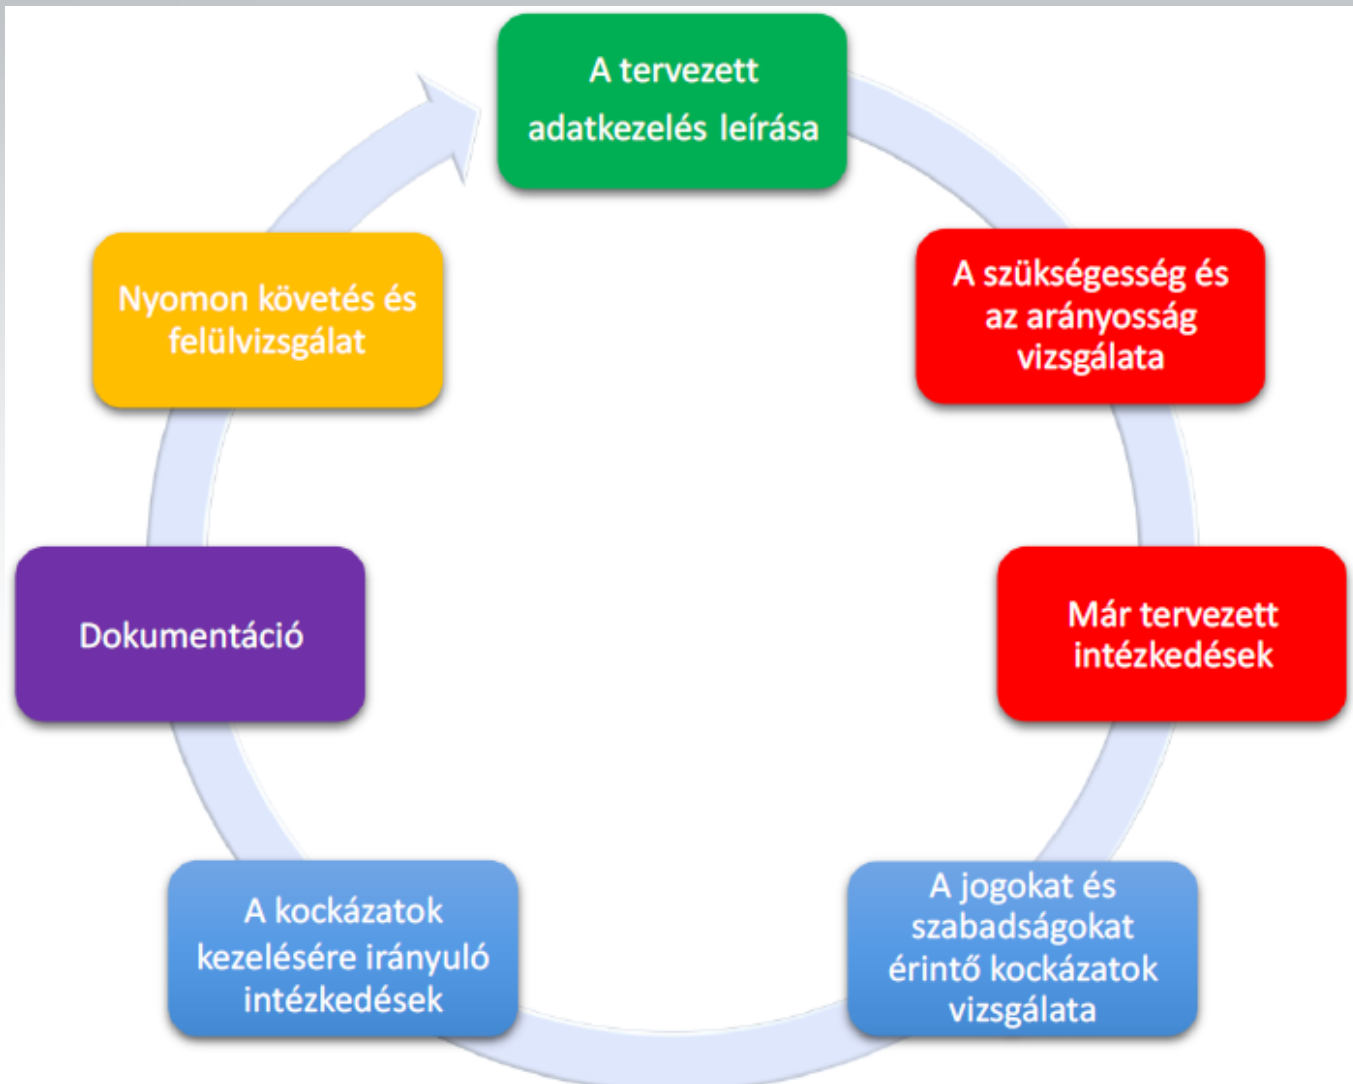 A tervezett
adatkezelés leírása
A szükségesség és
az arányosság
vizsgálata
Már tervezett
intézkedések
A jogokat és
szabadságokat
érintő kockázatok
vizsgálata
A kockázatok
kezelésére irányuló
intézkedések
Dokumentáció
Nyomon követés és
felülvizsgálat